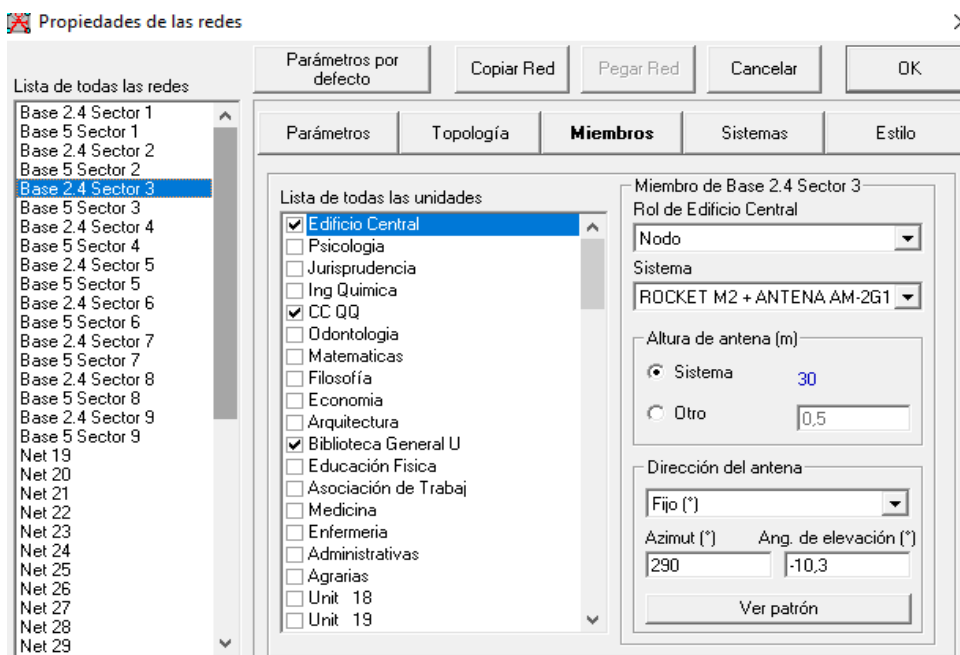 Propiedades de las redes
Lista de todas las redes
Base 2.4 Sector 1
Base 5 Sector 1
Base 2.4 Sector 2
Base 5 Sector 2
Base 2.4 Sector 3
Base 5 Sector 3
Base 2.4 Sector 4
Base 5 Sector 4
Base 2.4 Sector 5
Base 5 Sector 5
Base 2.4 Sector 6
Base 5 Sector 6
Base 2.4 Sector 7
Base 5 Sector 7
Base 2.4 Sector 8
Base 5 Sector 8
Base 2.4 Sector 9
Base 5 Sector 9
Net 19
Net 20
Net 21
Net 22
Net 23
Net 24
Net 25
Net 26
Net 27
Net 28
Net 29
Parámetros por
defecto
Copiar Red
Pegar Red
Cancelar
OK
Parámetros
Topología
Miembros
Sistemas
Estilo
Lista de todas las unidades
Edificio Central
Psicologia
Jurisprudencia
Ing Quimica
CC QQ
Odontologia
Matematicas
Filosofía
Economia
Arquitectura
Biblioteca General U
Educación Fisica
Asociación de Trabaj
Medicina
Enfermeria
Administrativas
Agrarias
Unit 18
Unit 19
Miembro de Base 2.4 Sector 3
Rol de Edificio Central
Nodo
Sistema
ROCKET M2 + ANTENA AM-2G1
Altura de antena (m)
Sistema
30
Otro
0,5
Dirección del antena
Fijo (°)
Azimut (°)
Ang. de elevación (°)
290
-10,3
Ver patrón